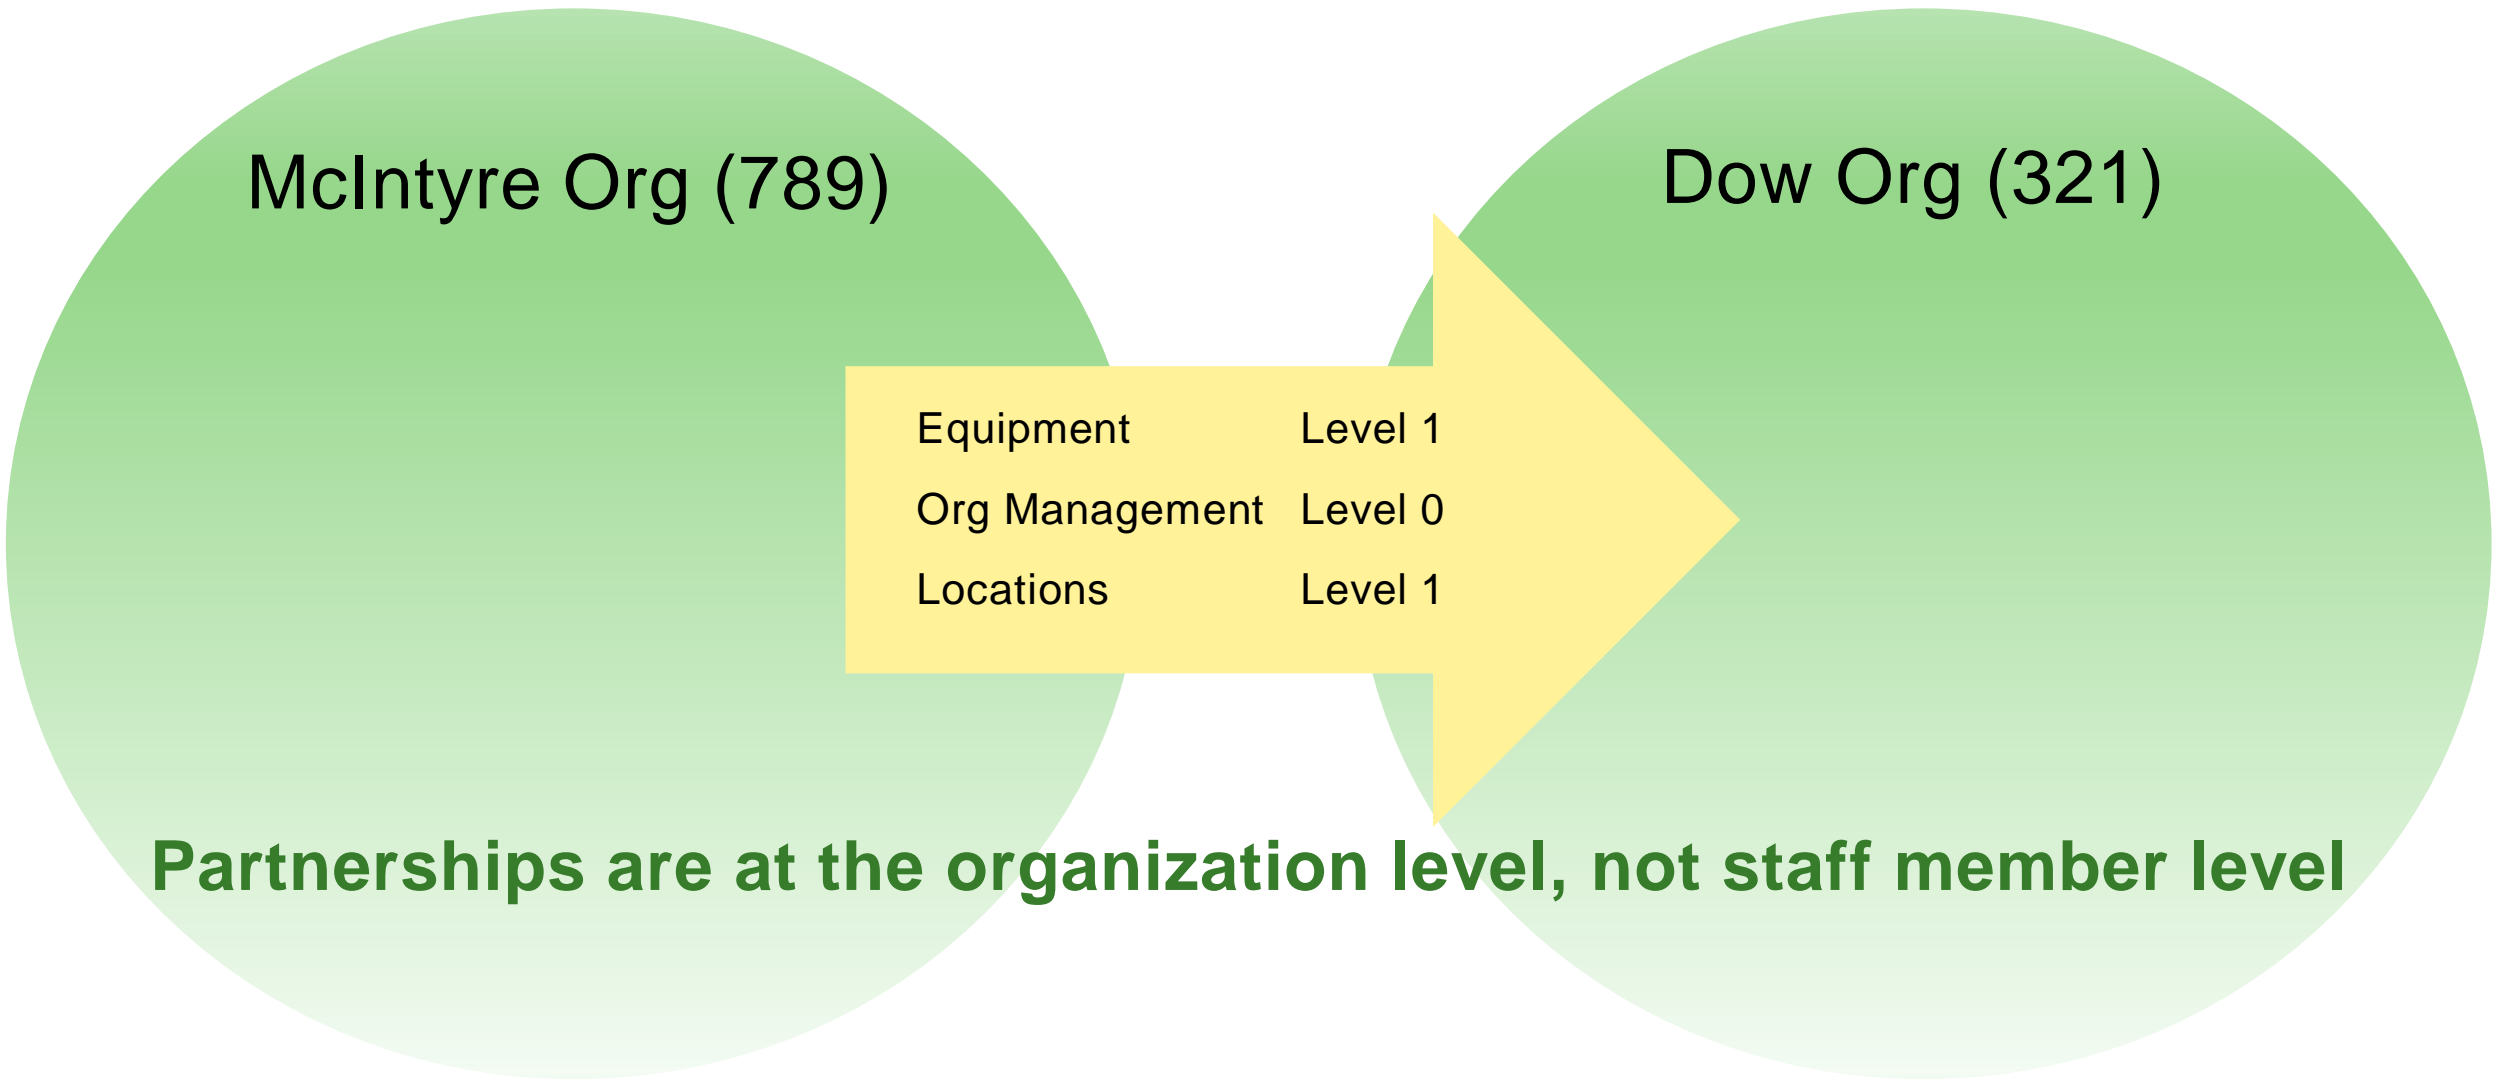 McIntyre Org (789)
Dow Org (321)
Equipment Level 1
Org Management Level 0
Locations Level 1
Partnerships are at the organization level, not staff member level